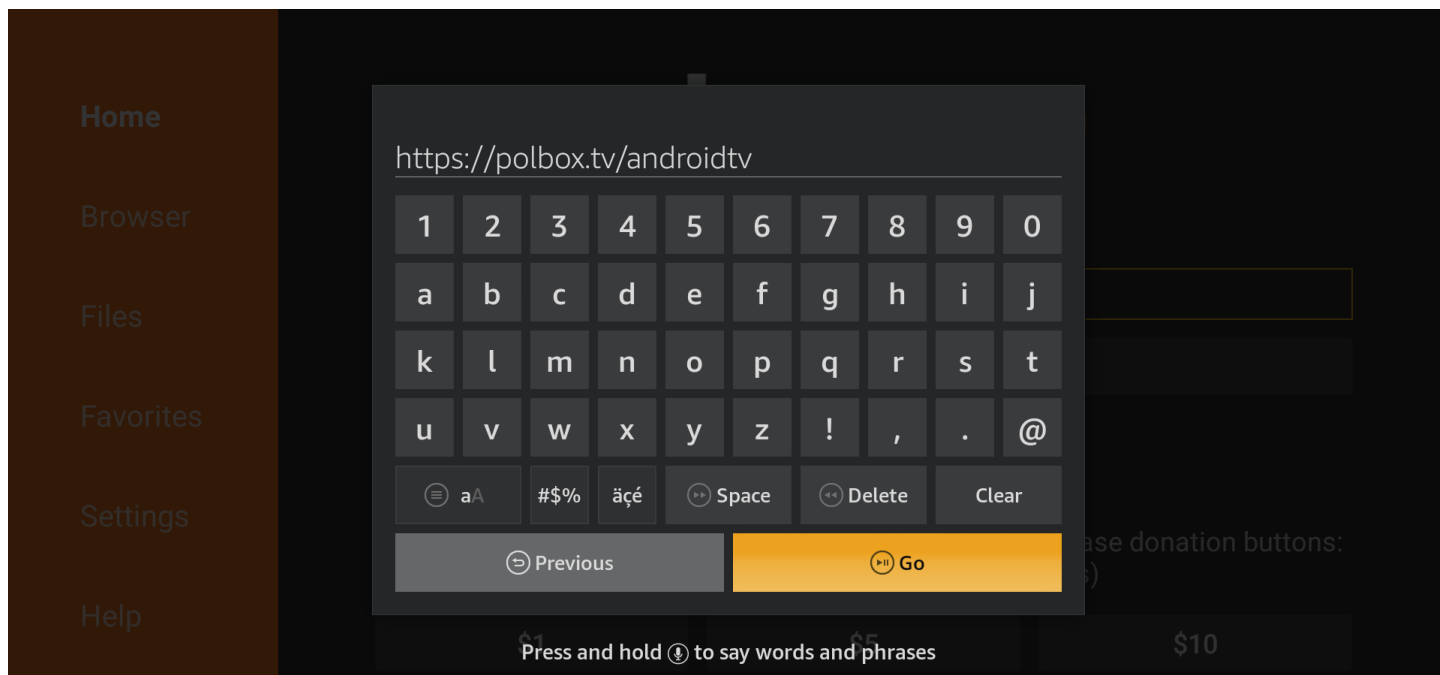 Home
Browser
Files
Favorites
Settings
Help
https://polbox.tv/androidtv
1 2 3 4 5 6 7 8 9 0
a b c d e f g h i j
k l m n o p q r s t
u v w x y z ! , . @
aA #$% äçé Space Delete Clear
Previous Go
ase donation buttons:
s)
$1 $5 $10
Press and hold to say words and phrases